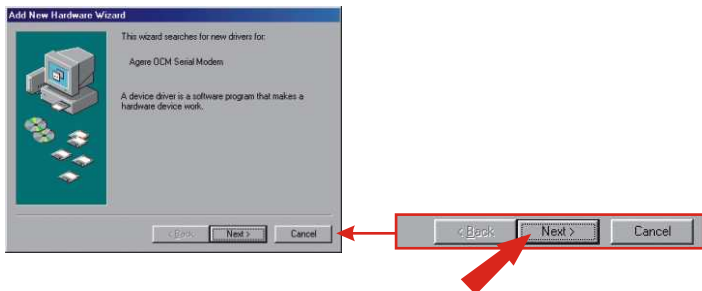 Add New Hardware Wizard
This wizard searches for new drivers for:
Agere OCM Serial Modem
A device driver is a software program that makes a
hardware device work.
< Back Next > Cancel
< Back Next > Cancel